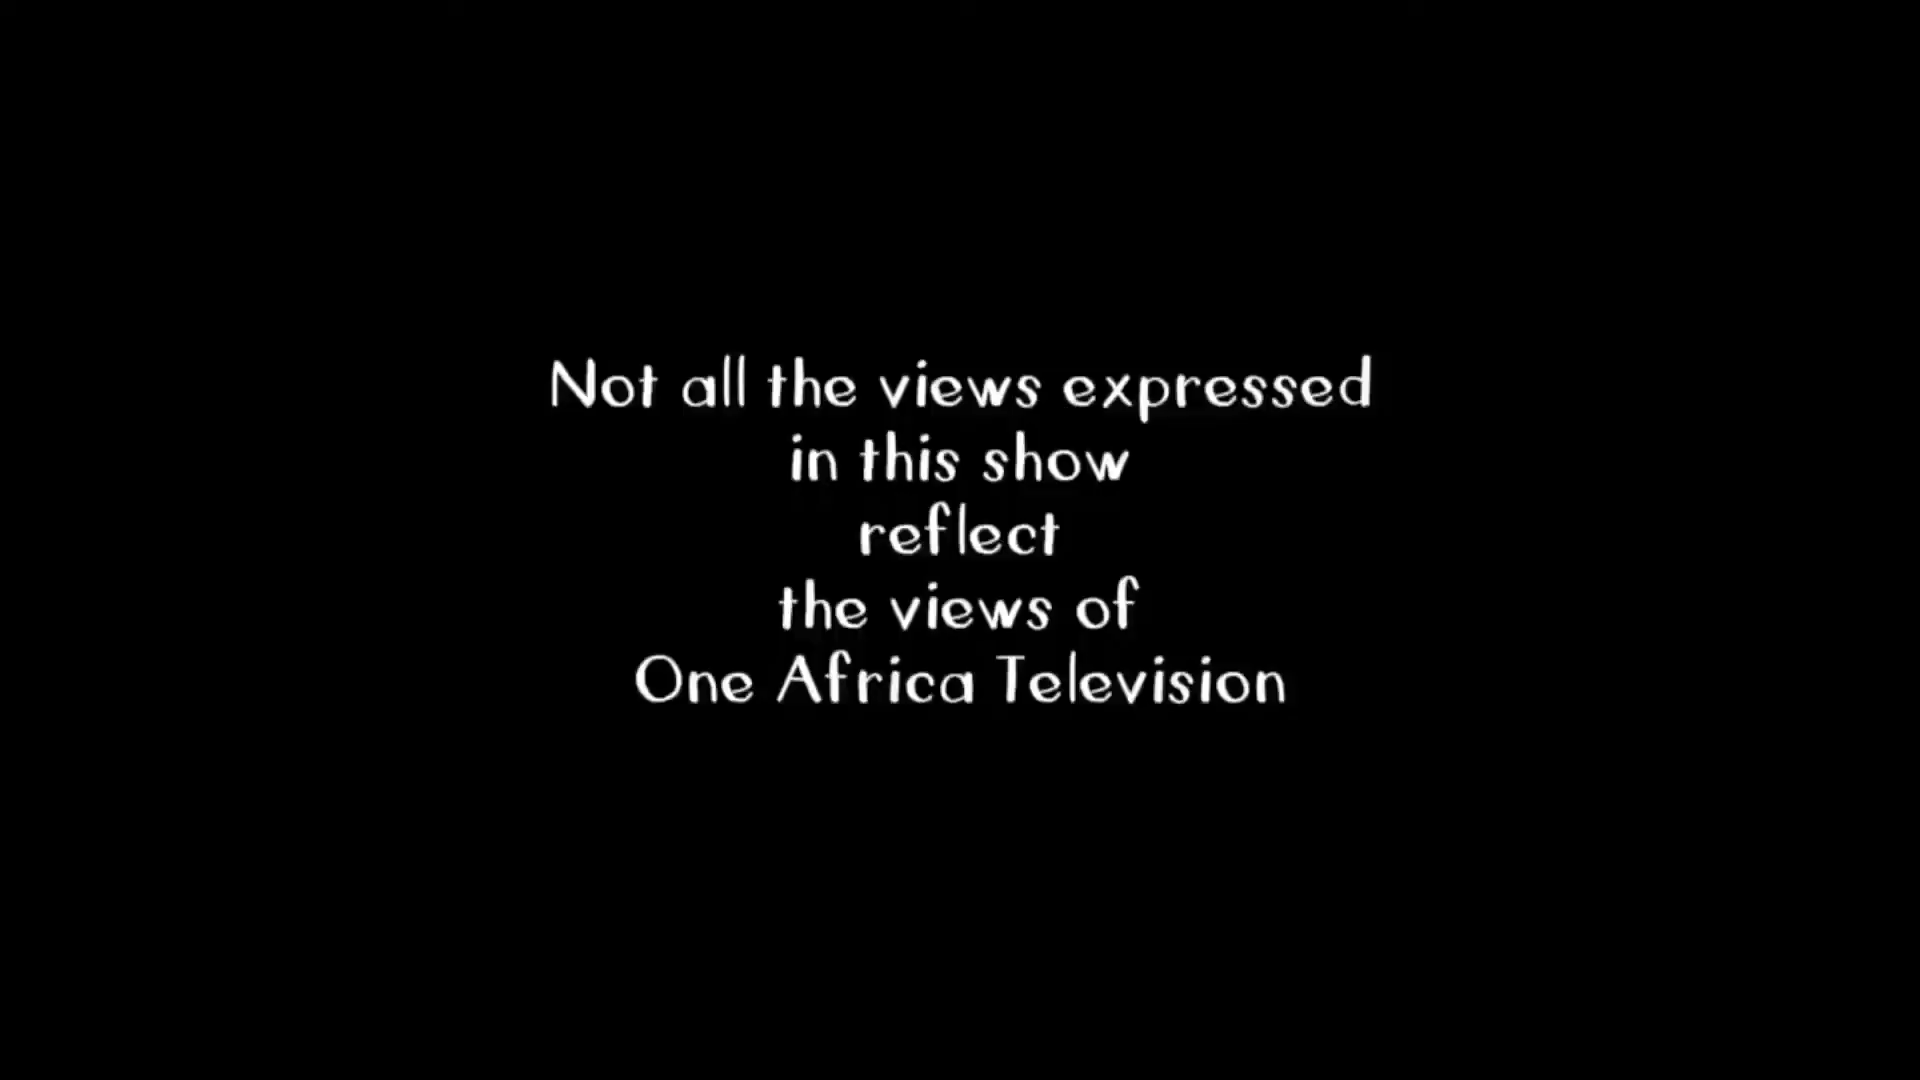 Not all the views expressed
in this show
reflect
the views of
One Africa Television